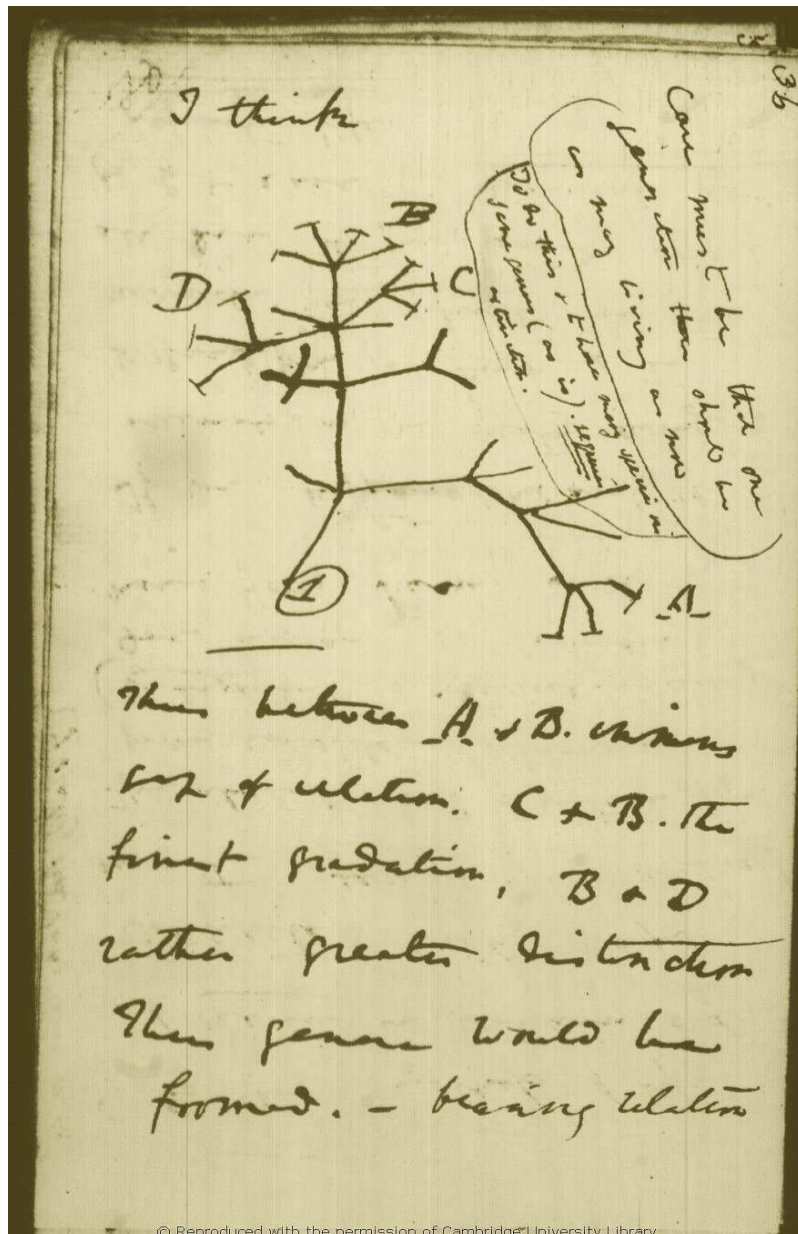 36
I think
Case must be that one
generation then should be
as many living as now
To do this & to have many species in
same genus (as is). requires
extinction.
B
C
D
A
1
Thus between A & B. immens
gap of relation. C & B. The
finest gradation, B & D
rather greater distinction
Thus genera would be
formed. — bearing relation
© Reproduced with the permission of Cambridge University Library